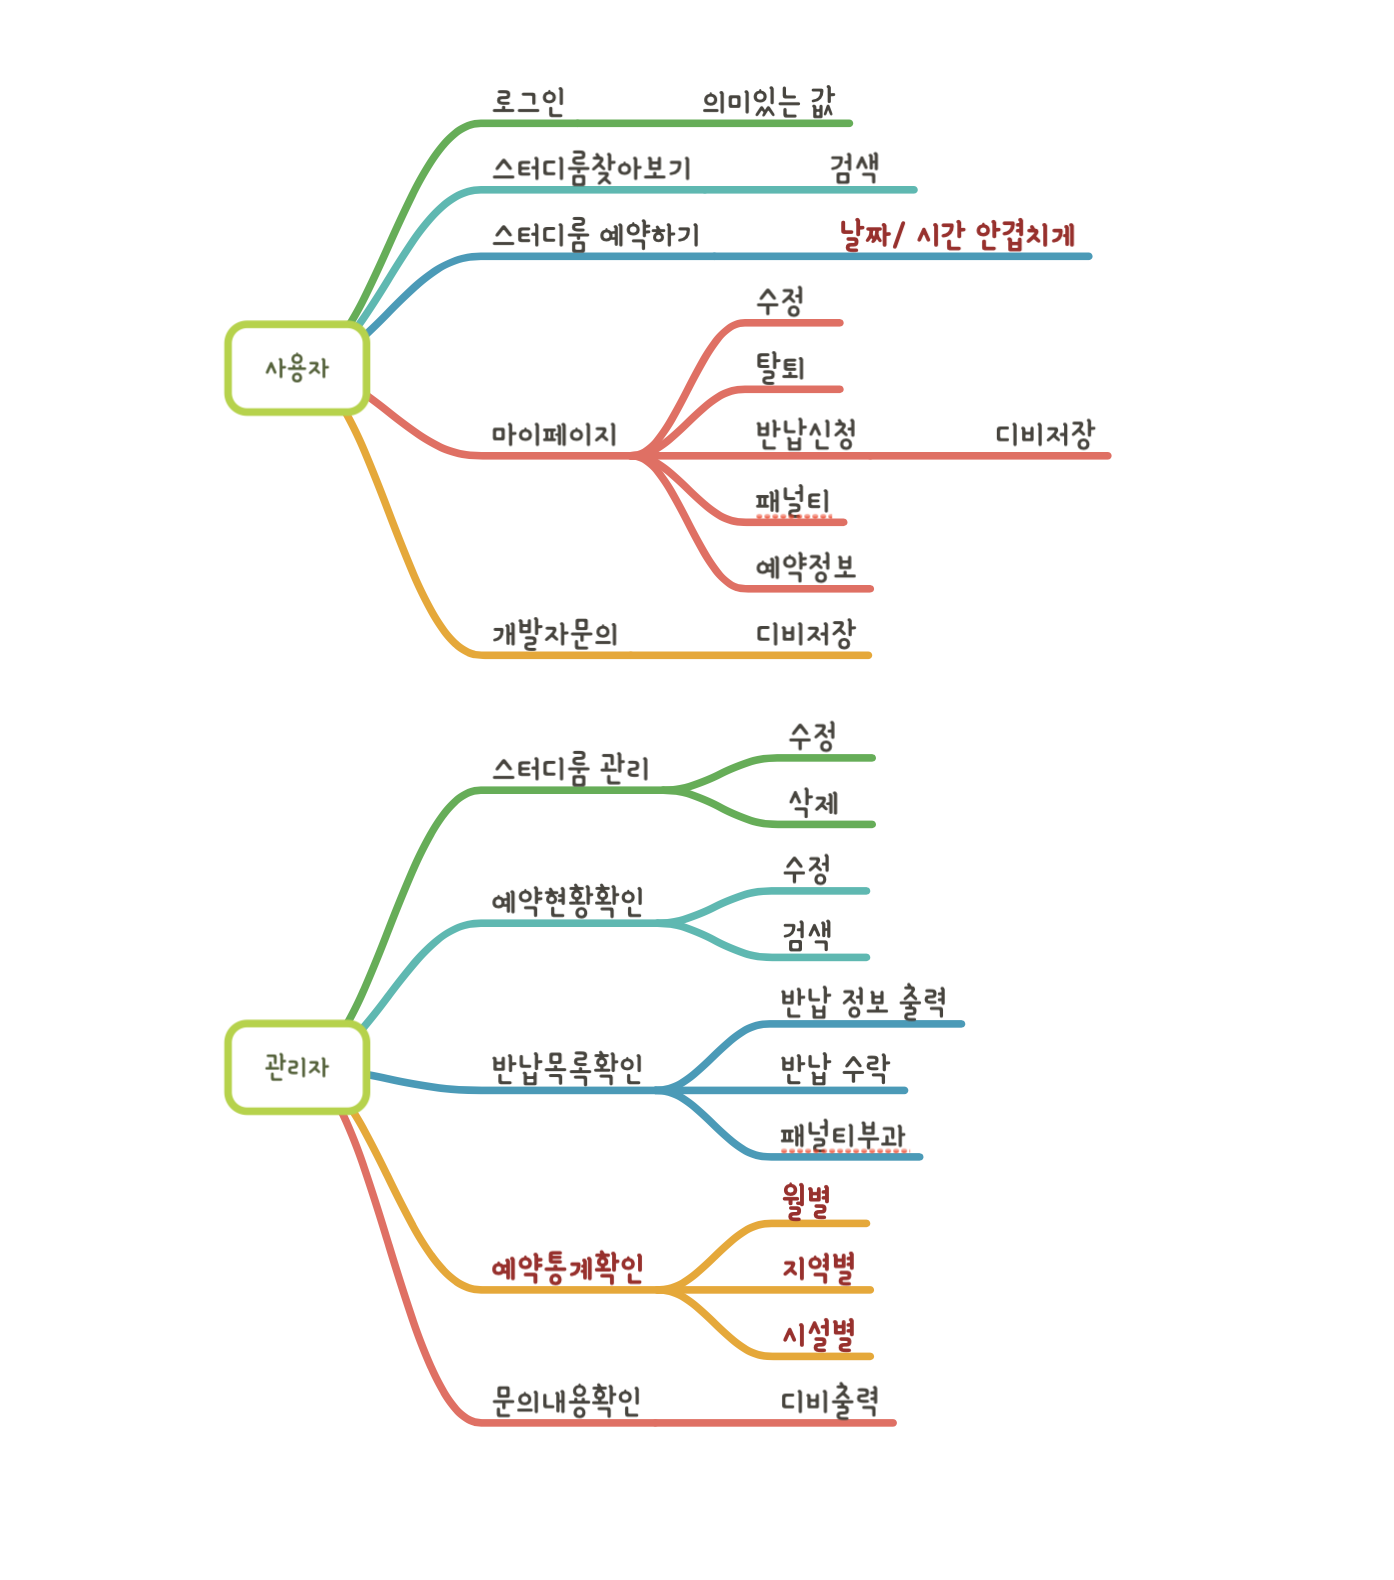 로그인 의미있는 값
스터디룸찾아보기 검색
스터디룸 예약하기 날짜/ 시간 안겹치게
수정
탈퇴
사용자
마이페이지 반납신청 디비저장
패널티
예약정보
개발자문의 디비저장
수정
스터디룸 관리
삭제
수정
예약현황확인
검색
반납 정보 출력
관리자
반납목록확인 반납 수락
패널티부과
월별
예약통계확인 지역별
시설별
문의내용확인 디비출력